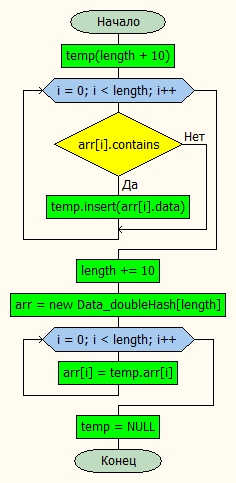 Начало
temp(length + 10)
i = 0; i < length; i++
arr[i].contains
Нет
Да
temp.insert(arr[i].data)
length += 10
arr = new Data_doubleHash[length]
i = 0; i < length; i++
arr[i] = temp.arr[i]
temp = NULL
Конец